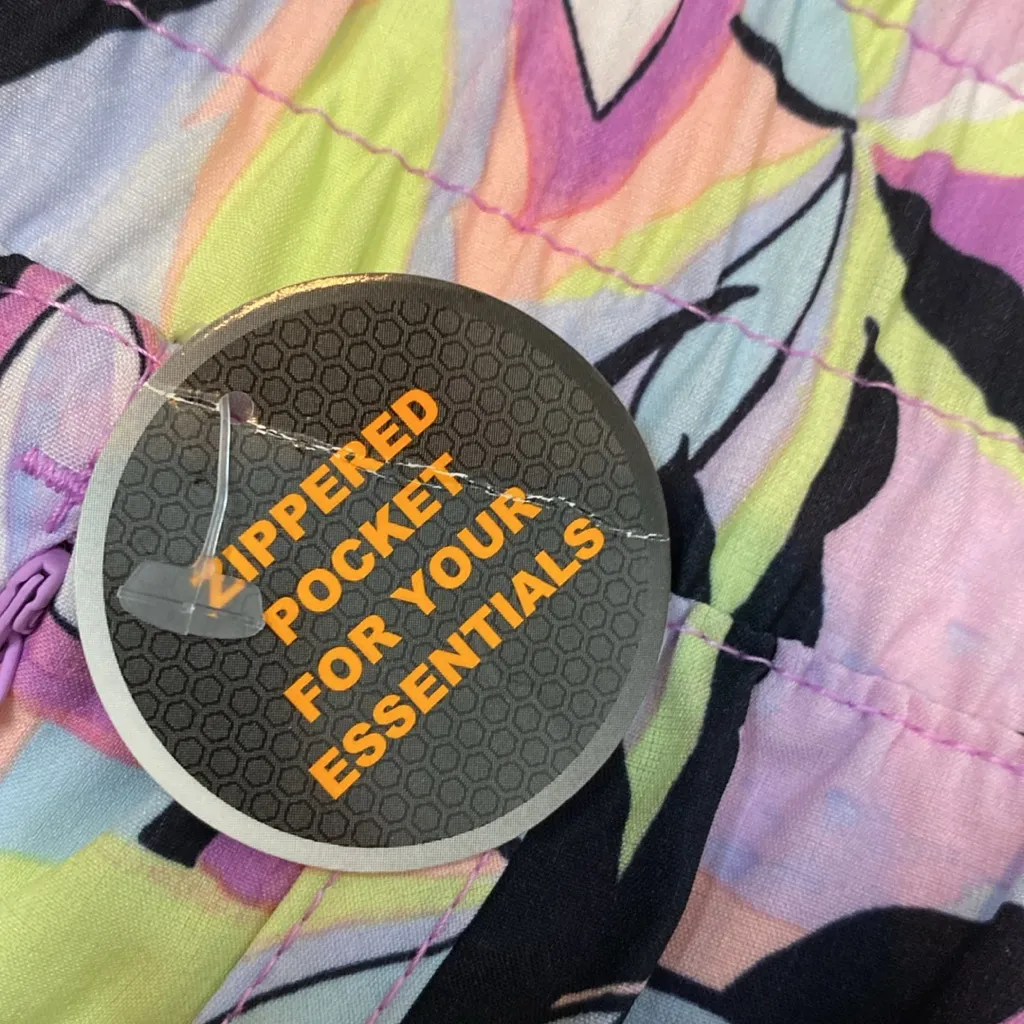 ZIPPERED
POCKET
FOR YOUR
ESSENTIALS